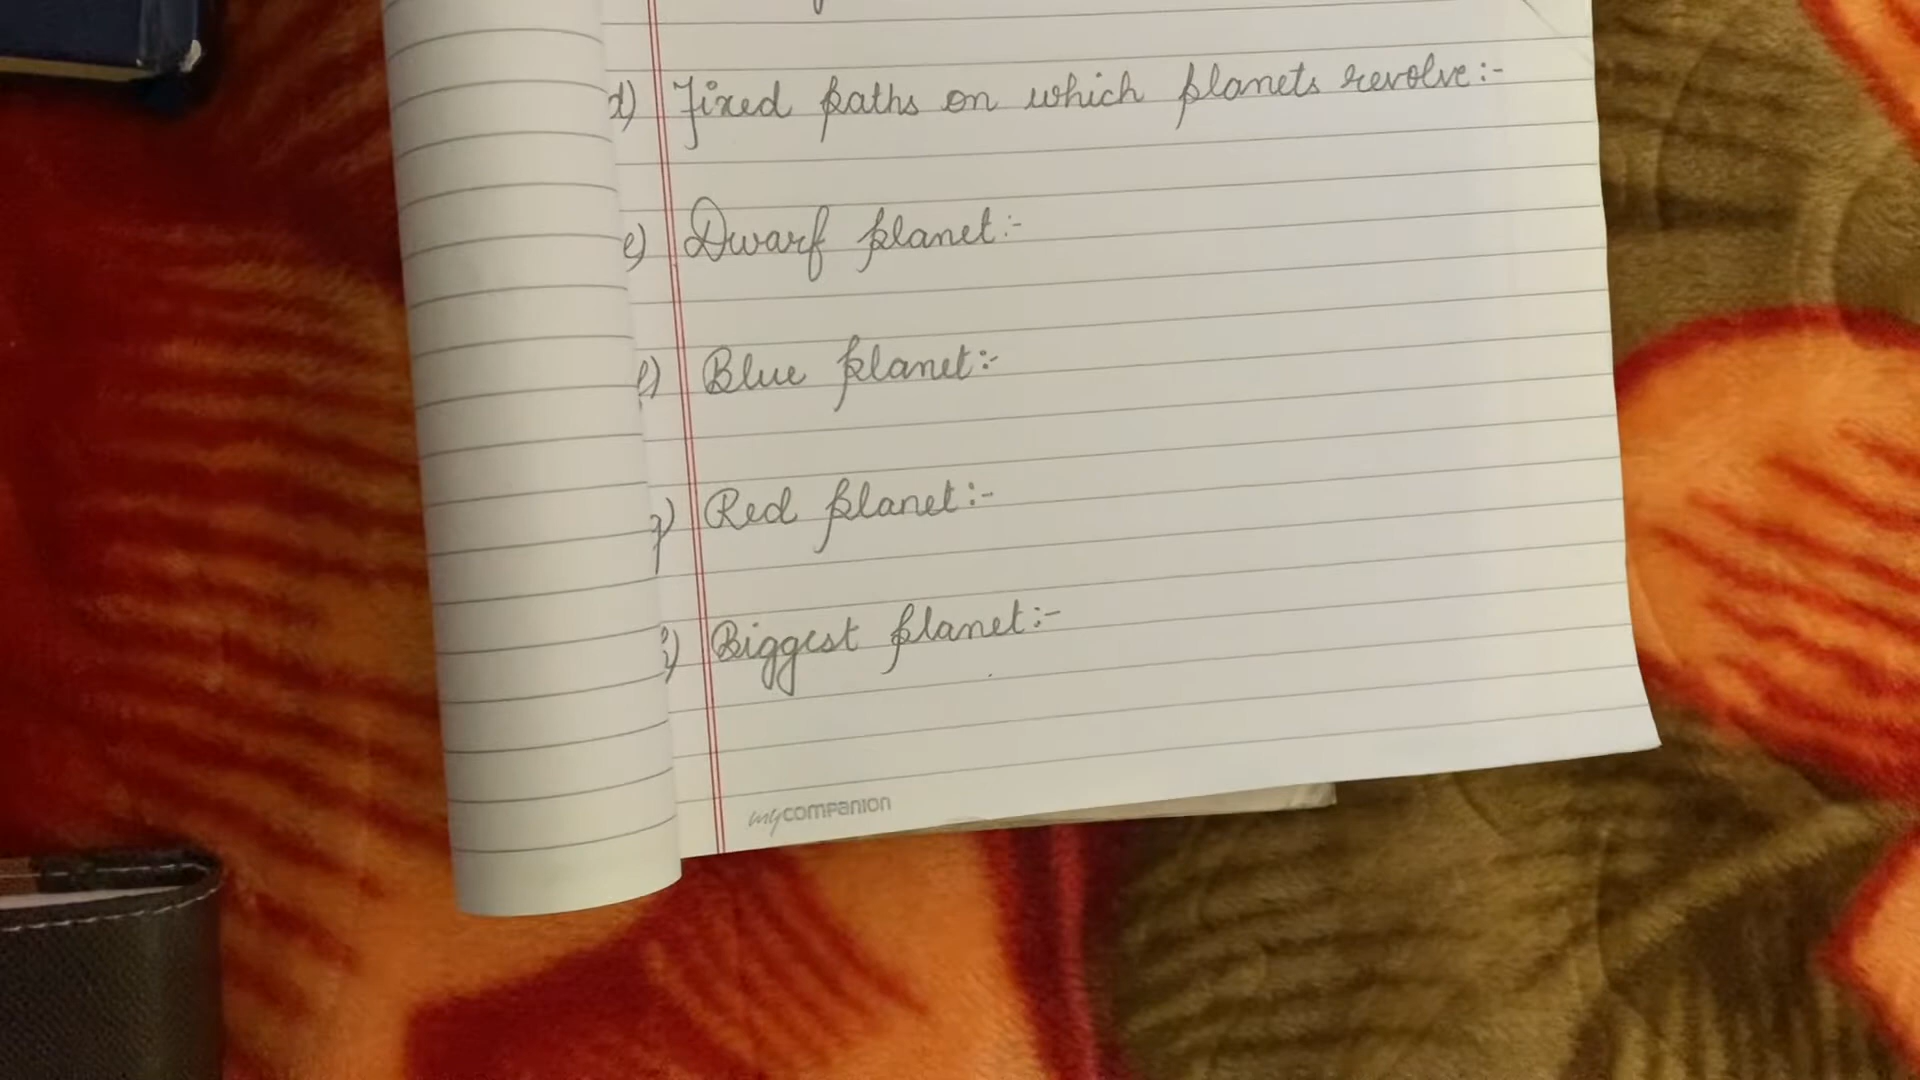 d) Fixed paths on which planets revolve:-
e) Dwarf planet:-
f) Blue planet:-
g) Red planet:-
i) Biggest planet:-
mycompanion